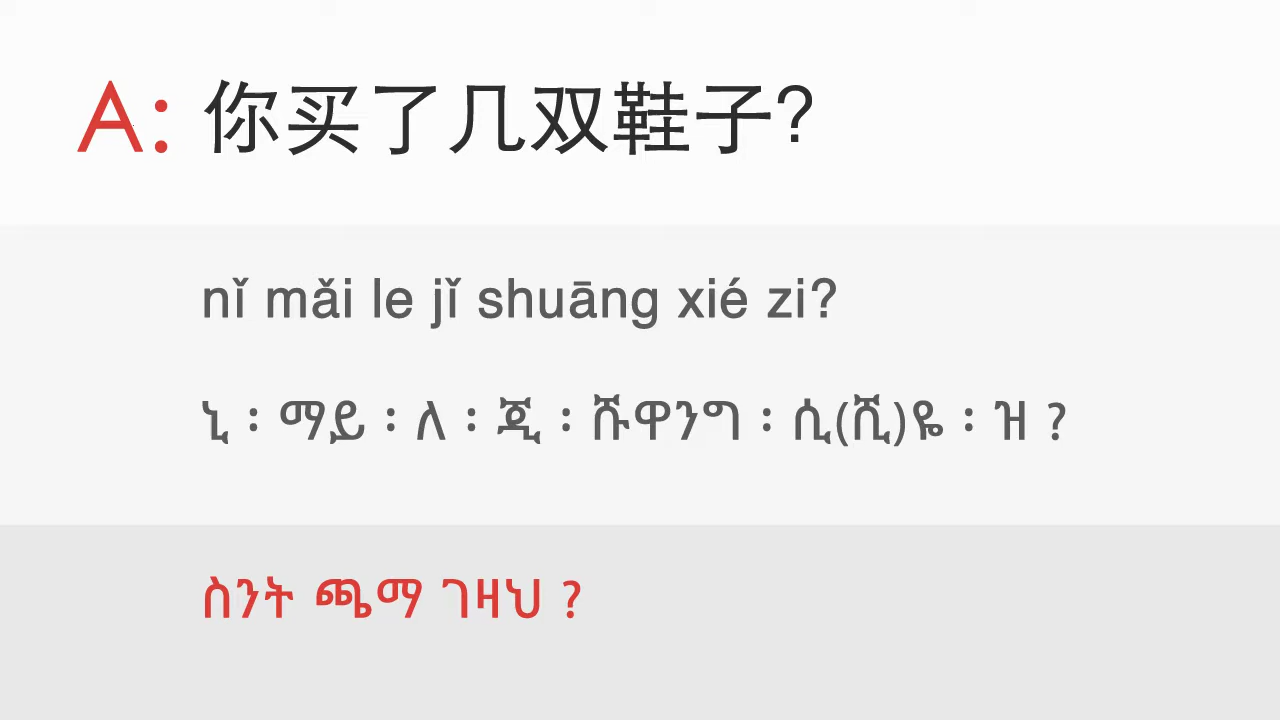 A: 你买了几双鞋子?
nǐ mǎi le jǐ shuāng xié zi?
ኒ ፡ ማይ ፡ ለ ፡ ጂ ፡ ሹዋንግ ፡ ሲ(ሺ)ዬ ፡ ዝ ?
ስንት ጫማ ገዛህ ?